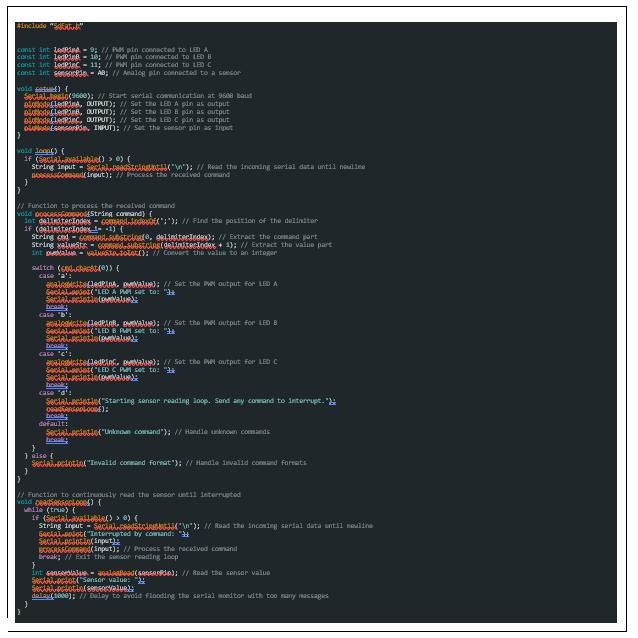 #include "SdFat.h"
const int ledPinA = 9; // PWM pin connected to LED A
const int ledPinB = 10; // PWM pin connected to LED B
const int ledPinC = 11; // PWM pin connected to LED C
const int sensorPin = A0; // Analog pin connected to a sensor
void setup() {
Serial.begin(9600); // Start serial communication at 9600 baud
pinMode(ledPinA, OUTPUT); // Set the LED A pin as output
pinMode(ledPinB, OUTPUT); // Set the LED B pin as output
pinMode(ledPinC, OUTPUT); // Set the LED C pin as output
pinMode(sensorPin, INPUT); // Set the sensor pin as input
}
void loop() {
if (Serial.available() > 0) {
String input = Serial.readStringUntil('\n'); // Read the incoming serial data until newline
processCommand(input); // Process the received command
}
}
// Function to process the received command
void processCommand(String command) {
int delimiterIndex = command.indexOf(';'); // Find the position of the delimiter
if (delimiterIndex != -1) {
String cmd = command.substring(0, delimiterIndex); // Extract the command part
String valueStr = command.substring(delimiterIndex + 1); // Extract the value part
int pwmValue = valueStr.toInt(); // Convert the value to an integer
switch (cmd.charAt(0)) {
case 'a':
analogWrite(ledPinA, pwmValue); // Set the PWM output for LED A
Serial.print("LED A PWM set to: ");
Serial.println(pwmValue);
break;
case 'b':
analogWrite(ledPinB, pwmValue); // Set the PWM output for LED B
Serial.print("LED B PWM set to: ");
Serial.println(pwmValue);
break;
case 'c':
analogWrite(ledPinC, pwmValue); // Set the PWM output for LED C
Serial.print("LED C PWM set to: ");
Serial.println(pwmValue);
break;
case 'd':
Serial.println("Starting sensor reading loop. Send any command to interrupt.");
readSensorLoop();
break;
default:
Serial.println("Unknown command"); // Handle unknown commands
break;
}
} else {
Serial.println("Invalid command format"); // Handle invalid command formats
}
}
// Function to continuously read the sensor until interrupted
void readSensorLoop() {
while (true) {
if (Serial.available() > 0) {
String input = Serial.readStringUntil('\n'); // Read the incoming serial data until newline
Serial.print("Interrupted by command: ");
Serial.println(input);
processCommand(input); // Process the received command
break; // Exit the sensor reading loop
}
int sensorValue = analogRead(sensorPin); // Read the sensor value
Serial.print("Sensor value: ");
Serial.println(sensorValue);
delay(1000); // Delay to avoid flooding the serial monitor with too many messages
}
}